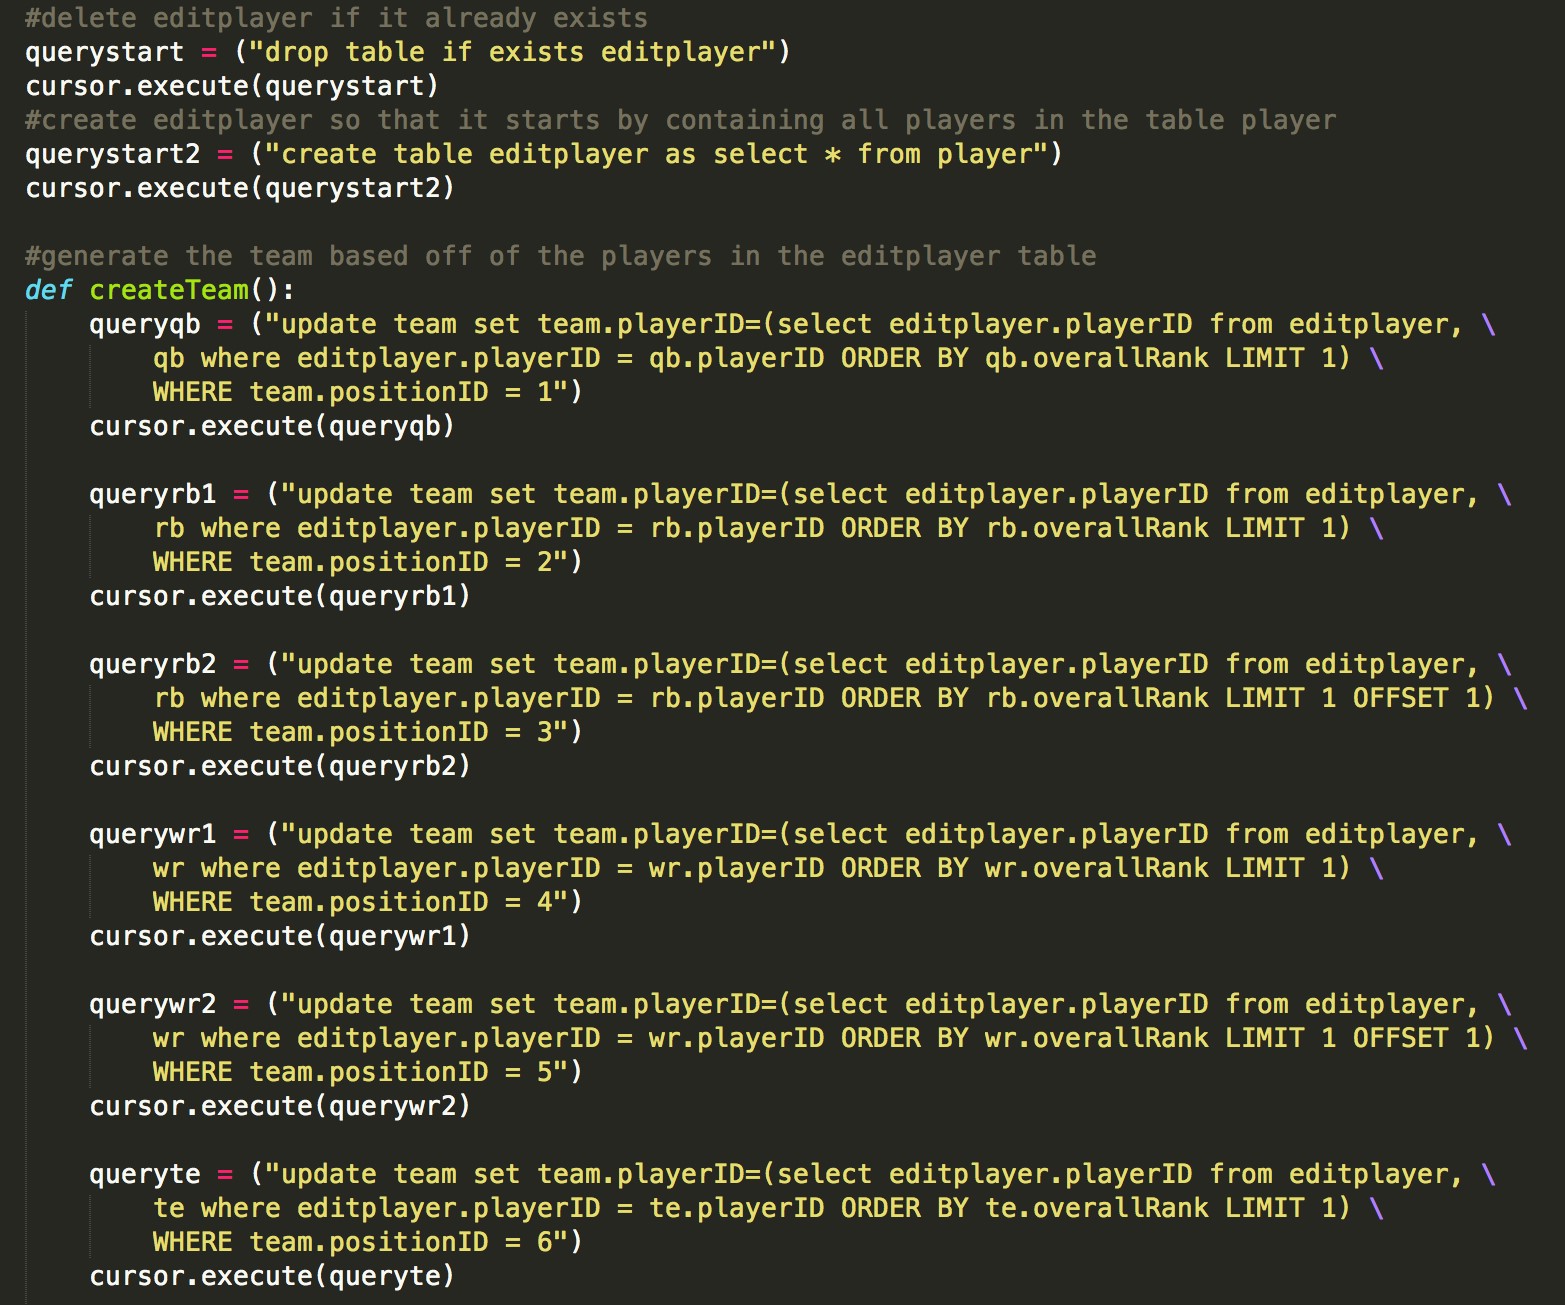 #delete editplayer if it already exists
querystart = ("drop table if exists editplayer")
cursor.execute(querystart)
#create editplayer so that it starts by containing all players in the table player
querystart2 = ("create table editplayer as select * from player")
cursor.execute(querystart2)

#generate the team based off of the players in the editplayer table
def createTeam():
    queryqb = ("update team set team.playerID=(select editplayer.playerID from editplayer, \
        qb where editplayer.playerID = qb.playerID ORDER BY qb.overallRank LIMIT 1) \
        WHERE team.positionID = 1")
    cursor.execute(queryqb)

    queryrb1 = ("update team set team.playerID=(select editplayer.playerID from editplayer, \
        rb where editplayer.playerID = rb.playerID ORDER BY rb.overallRank LIMIT 1) \
        WHERE team.positionID = 2")
    cursor.execute(queryrb1)

    queryrb2 = ("update team set team.playerID=(select editplayer.playerID from editplayer, \
        rb where editplayer.playerID = rb.playerID ORDER BY rb.overallRank LIMIT 1 OFFSET 1) \
        WHERE team.positionID = 3")
    cursor.execute(queryrb2)

    querywr1 = ("update team set team.playerID=(select editplayer.playerID from editplayer, \
        wr where editplayer.playerID = wr.playerID ORDER BY wr.overallRank LIMIT 1) \
        WHERE team.positionID = 4")
    cursor.execute(querywr1)

    querywr2 = ("update team set team.playerID=(select editplayer.playerID from editplayer, \
        wr where editplayer.playerID = wr.playerID ORDER BY wr.overallRank LIMIT 1 OFFSET 1) \
        WHERE team.positionID = 5")
    cursor.execute(querywr2)

    queryte = ("update team set team.playerID=(select editplayer.playerID from editplayer, \
        te where editplayer.playerID = te.playerID ORDER BY te.overallRank LIMIT 1) \
        WHERE team.positionID = 6")
    cursor.execute(queryte)